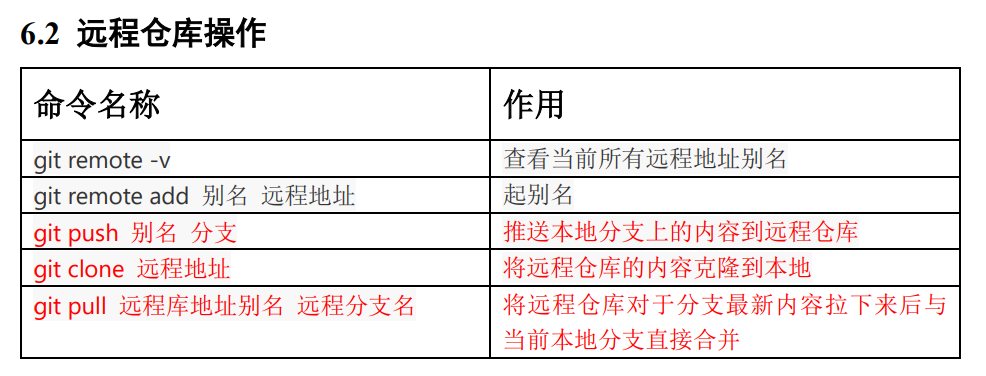 6.2 远程仓库操作
命令名称 作用
git remote -v 查看当前所有远程地址别名
git remote add 别名 远程地址 起别名
git push 别名 分支 推送本地分支上的内容到远程仓库
git clone 远程地址 将远程仓库的内容克隆到本地
git pull 远程库地址别名 远程分支名 将远程仓库对于分支最新内容拉下来后与
当前本地分支直接合并